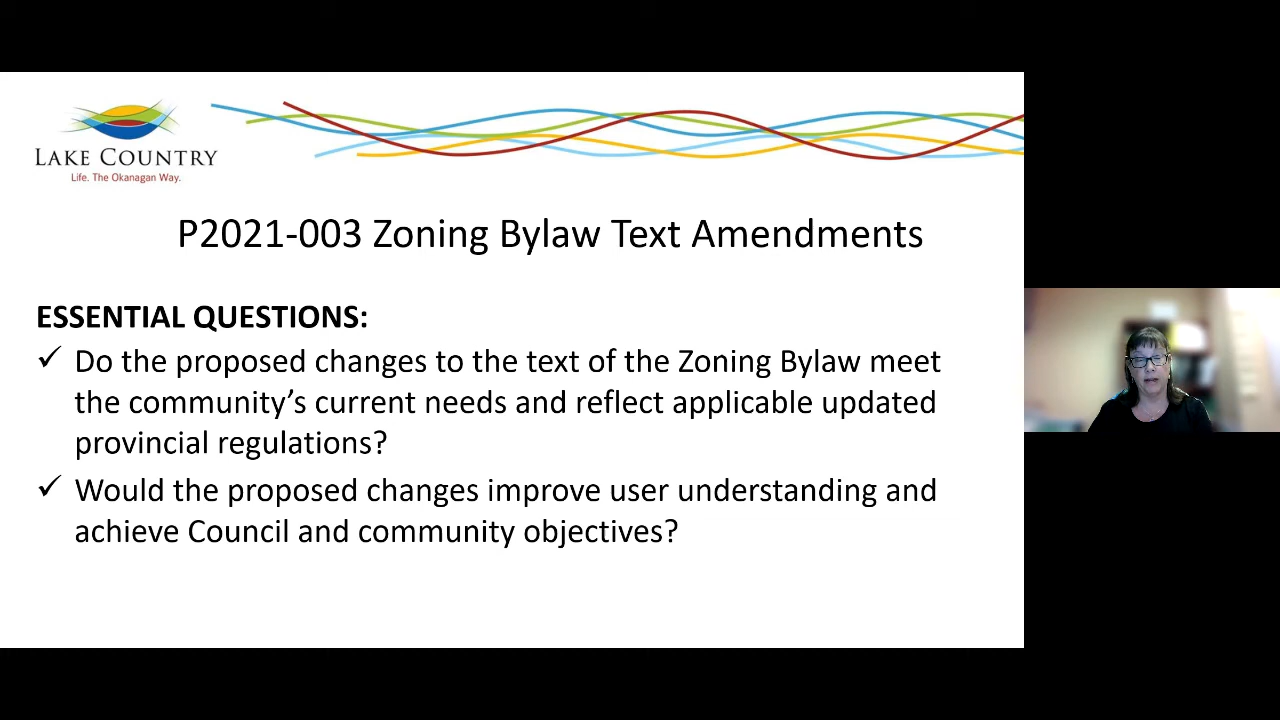 LAKE COUNTRY
Life. The Okanagan Way.
P2021-003 Zoning Bylaw Text Amendments
ESSENTIAL QUESTIONS:
✓ Do the proposed changes to the text of the Zoning Bylaw meet
the community’s current needs and reflect applicable updated
provincial regulations?
✓ Would the proposed changes improve user understanding and
achieve Council and community objectives?